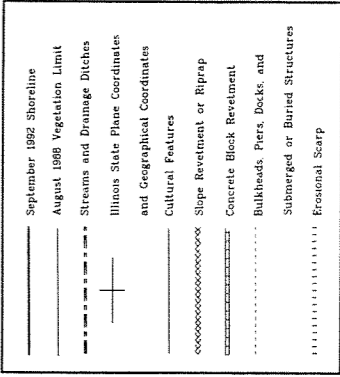 September 1992 Shoreline
August 1988 Vegetation Limit
Streams and Drainage Ditches
Illinois State Plane Coordinates
and Geographical Coordinates
Cultural Features
Slope Revetment or Riprap
Concrete Block Revetment
Bulkheads, Piers, Docks, and
Submerged or Buried Structures
Erosional Scarp